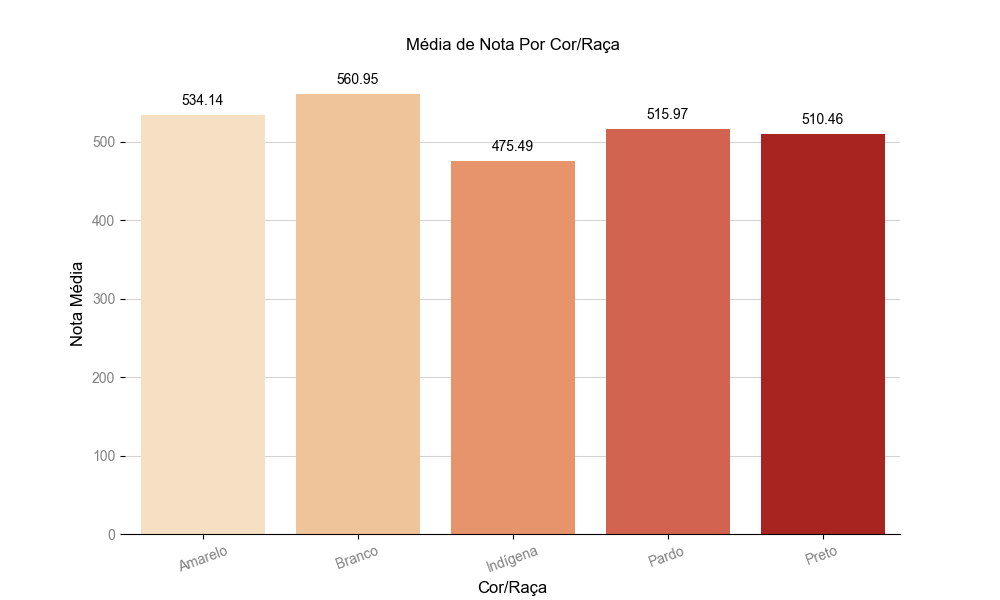 Média de Nota Por Cor/Raça
534.14
560.95
475.49
515.97
510.46
Nota Média
500
400
300
200
100
0
Amarelo
Branco
Indígena
Pardo
Preto
Cor/Raça